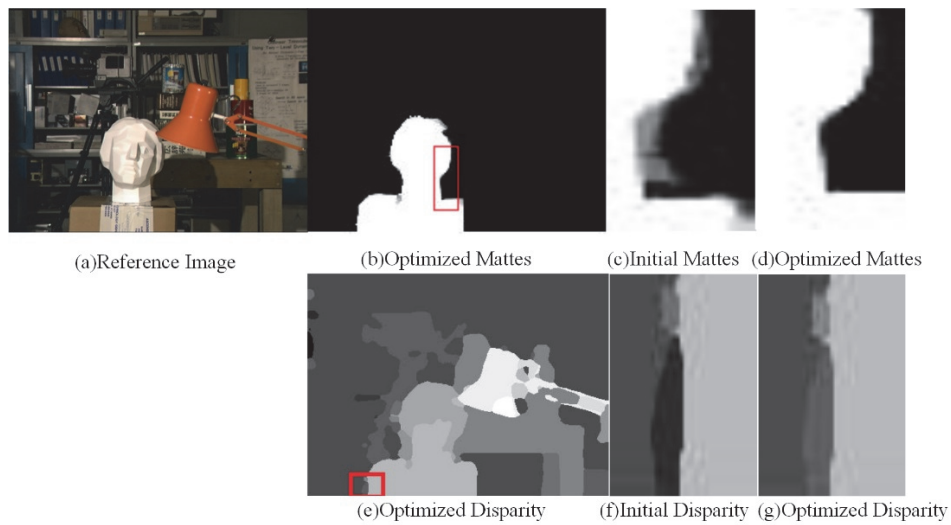 (a)Reference Image
(b)Optimized Mattes
(c)Initial Mattes
(d)Optimized Mattes
(e)Optimized Disparity
(f)Initial Disparity
(g)Optimized Disparity